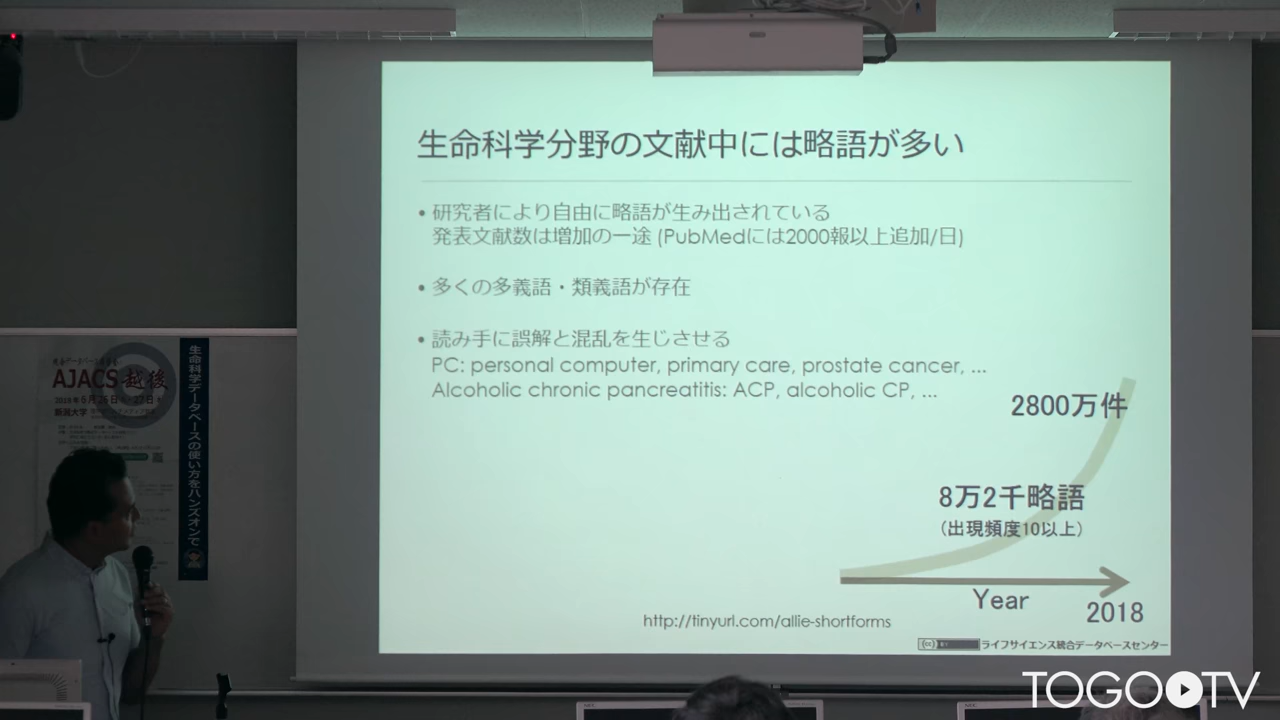 生命科学分野の文献中には略語が多い
• 研究者により自由に略語が生み出されている
発表文献数は増加の一途 (PubMedには2000報以上追加/日)
• 多くの多義語・類義語が存在
• 読み手に誤解と混乱を生じさせる
PC: personal computer, primary care, prostate cancer, ...
Alcoholic chronic pancreatitis: ACP, alcoholic CP, ...
2800万件
8万2千略語
（出現頻度10以上）
Year
2018
http://tinyurl.com/allie-shortforms
ライフサイエンス統合データベースセンター
AJACS越後
新潟大学
生命科学データベースの使い方をハンズオンで
TOGOTV